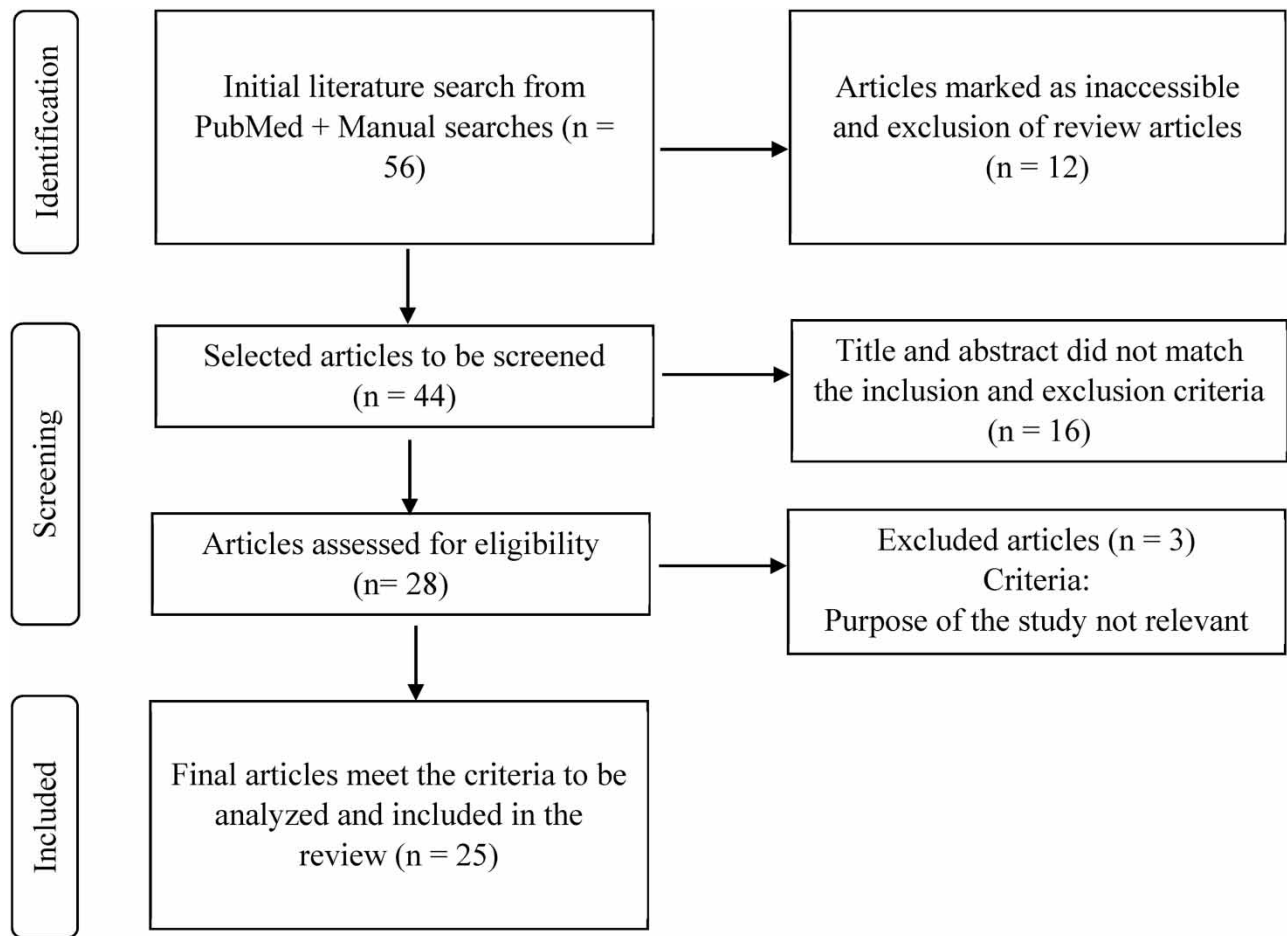 Identification
Initial literature search from
PubMed + Manual searches (n =
56)
Articles marked as inaccessible
and exclusion of review articles
(n = 12)
Screening
Selected articles to be screened
(n = 44)
Title and abstract did not match
the inclusion and exclusion criteria
(n = 16)
Articles assessed for eligibility
(n= 28)
Excluded articles (n = 3)
Criteria:
Purpose of the study not relevant
Included
Final articles meet the criteria to be
analyzed and included in the
review (n = 25)